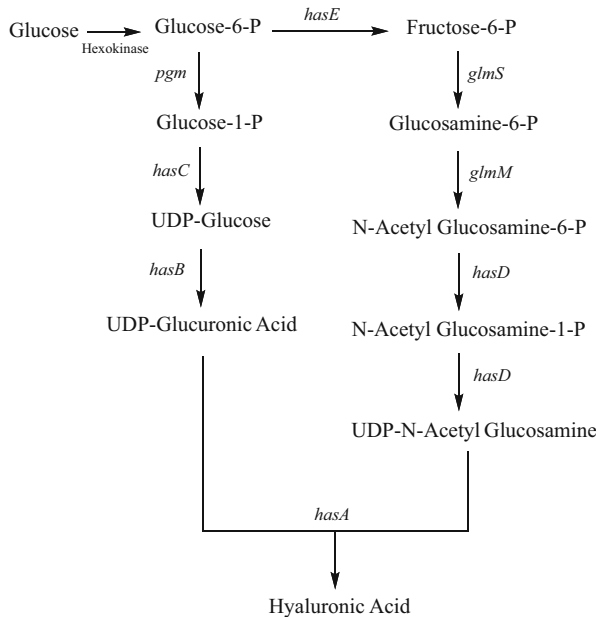 Glucose
Hexokinase
Glucose-6-P
hasE
Fructose-6-P
pgm
glmS
Glucose-1-P
Glucosamine-6-P
hasC
glmM
UDP-Glucose
N-Acetyl Glucosamine-6-P
hasB
hasD
UDP-Glucuronic Acid
N-Acetyl Glucosamine-1-P
hasD
UDP-N-Acetyl Glucosamine
hasA
Hyaluronic Acid